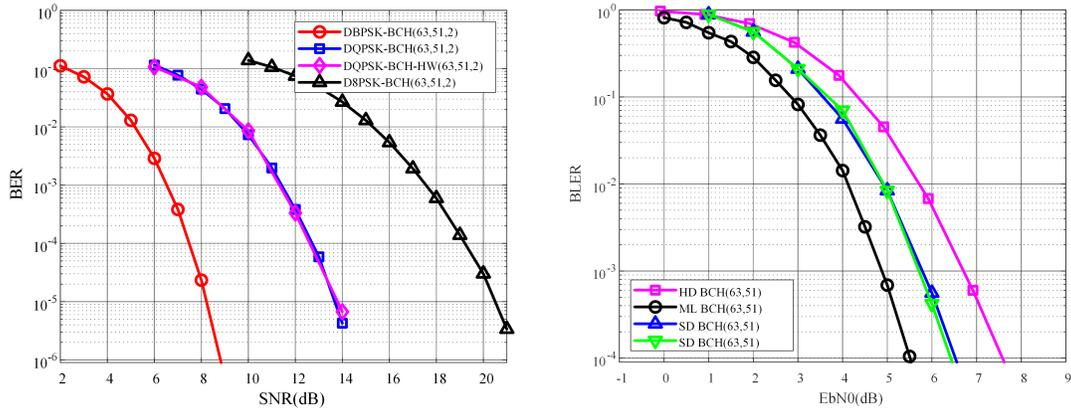 10^0
10^-1
10^-2
10^-3
10^-4
10^-5
10^-6
BER
2 4 6 8 10 12 14 16 18 20
SNR(dB)
DBPSK-BCH(63,51,2)
DQPSK-BCH(63,51,2)
DQPSK-BCH-HW(63,51,2)
D8PSK-BCH(63,51,2)
10^0
10^-1
10^-2
10^-3
10^-4
BLER
-1 0 1 2 3 4 5 6 7 8 9
EbN0(dB)
HD BCH(63,51)
ML BCH(63,51)
SD BCH(63,51)
SD BCH(63,51)